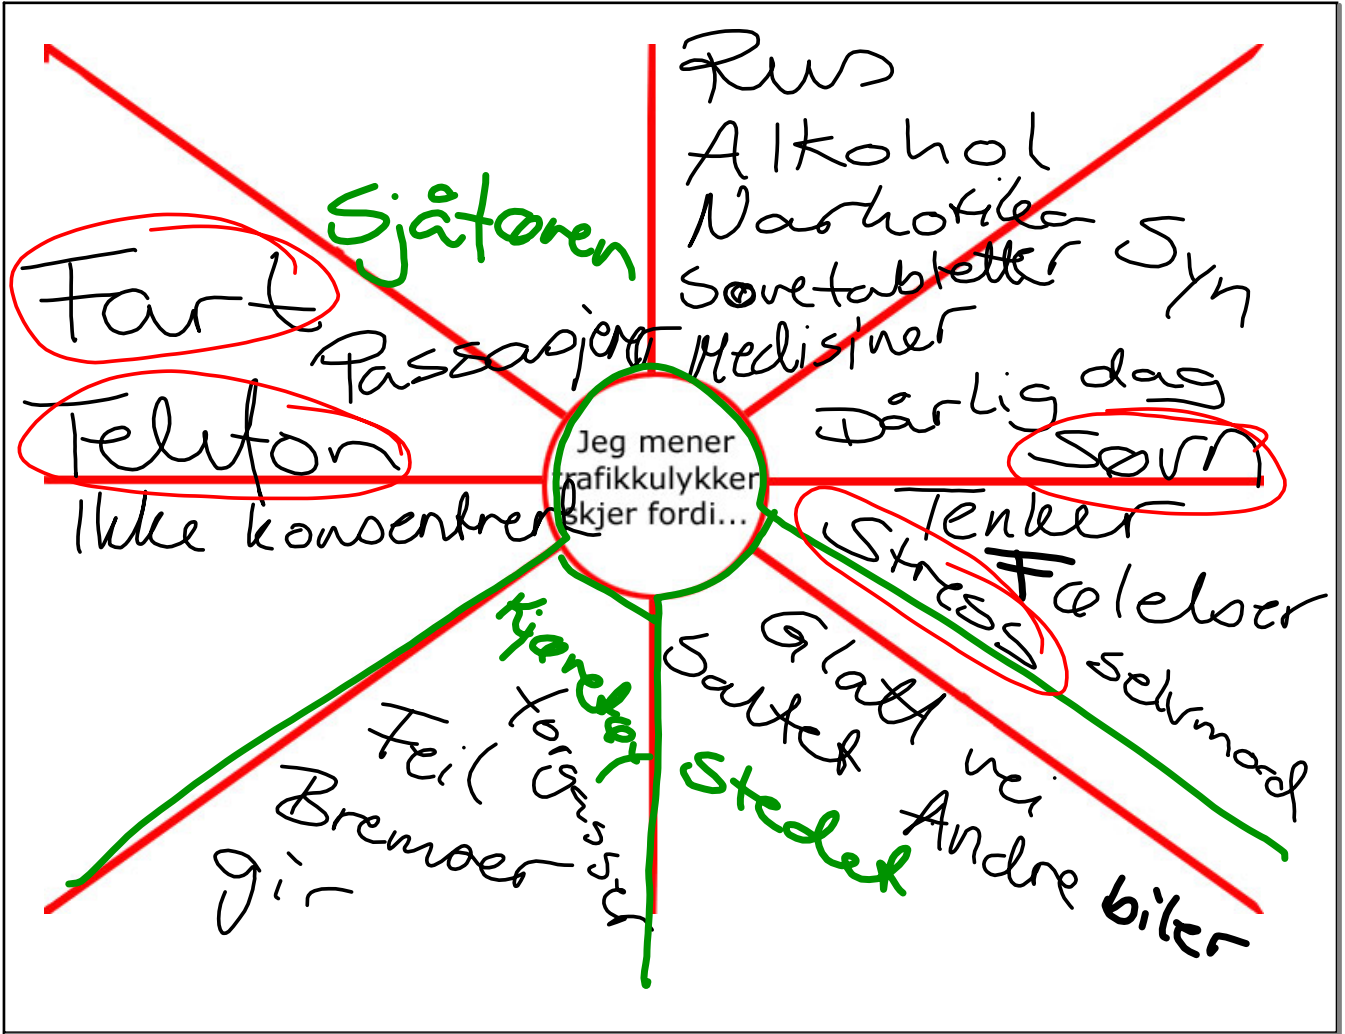 Rus
Alkohol
Narkotika
Sovetabletter
Medisiner
Syn
Dårlig dag
Søvn
Tenker
Stress
Følelser
selvmord
Sjåføren
Fart
Passasjerer
Telefon
Ikke konsentrert
Jeg mener
trafikkulykker
skjer fordi...
Kjøretøy
Feil
Bremser
gir
Stedet
Saltet
Glatt vei
Andre biler